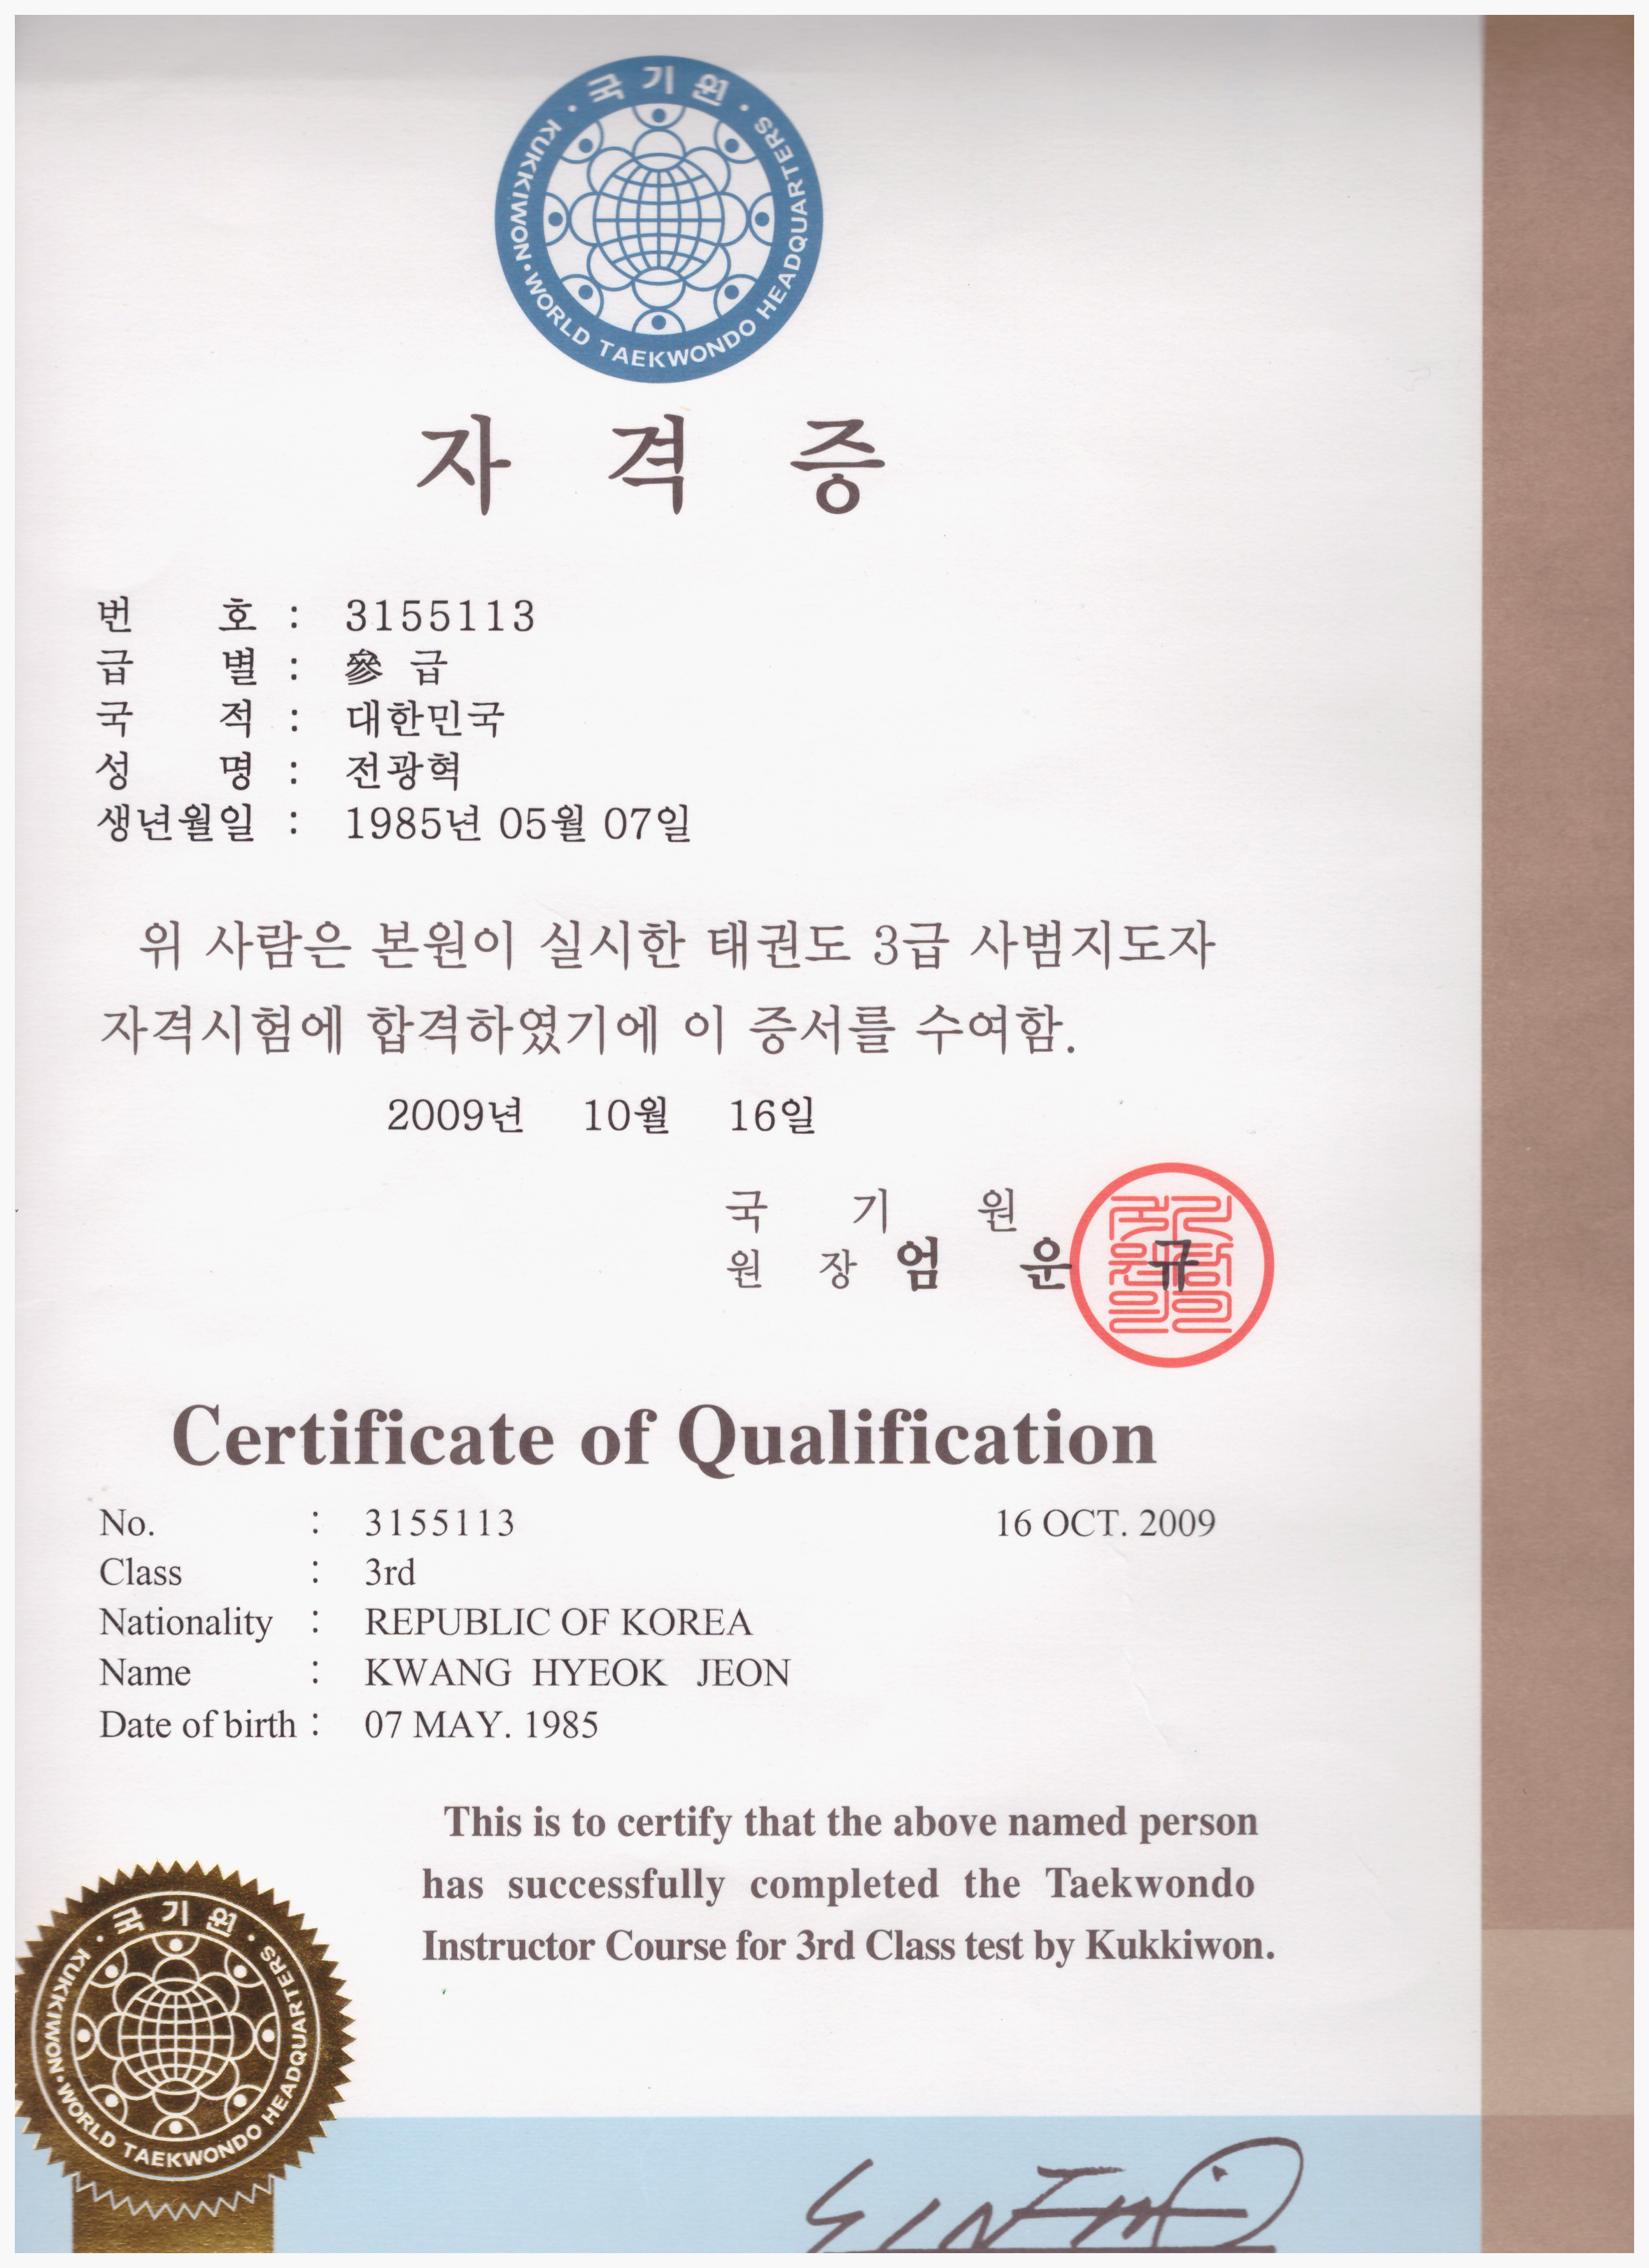 · 국 기 원 ·
KUKKIWON · WORLD TAEKWONDO HEADQUARTERS
자 격 증
번 호 : 3155113
급 별 : 參 급
국 적 : 대한민국
성 명 : 전광혁
생년월일 : 1985년 05월 07일
위 사람은 본원이 실시한 태권도 3급 사범지도자
자격시험에 합격하였기에 이 증서를 수여함.
2009년 10월 16일
국 기 원
원 장 엄 운 규
Certificate of Qualification
No. : 3155113 16 OCT. 2009
Class : 3rd
Nationality : REPUBLIC OF KOREA
Name : KWANG HYEOK JEON
Date of birth : 07 MAY. 1985
This is to certify that the above named person
has successfully completed the Taekwondo
Instructor Course for 3rd Class test by Kukkiwon.
· 국 기 원 ·
KUKKIWON · WORLD TAEKWONDO HEADQUARTERS